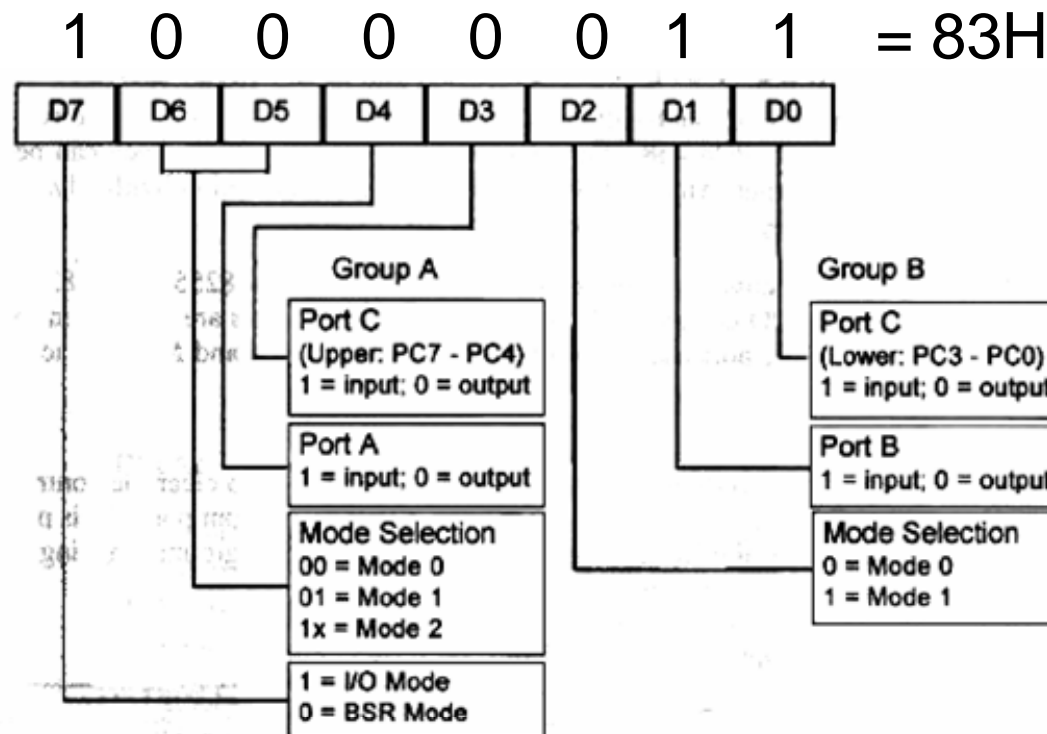 1 0 0 0 0 0 1 1 = 83H
D7 D6 D5 D4 D3 D2 D1 D0
Group A
Port C
(Upper: PC7 - PC4)
1 = input; 0 = output
Port A
1 = input; 0 = output
Mode Selection
00 = Mode 0
01 = Mode 1
1x = Mode 2
1 = I/O Mode
0 = BSR Mode
Group B
Port C
(Lower: PC3 - PC0)
1 = input; 0 = output
Port B
1 = input; 0 = output
Mode Selection
0 = Mode 0
1 = Mode 1